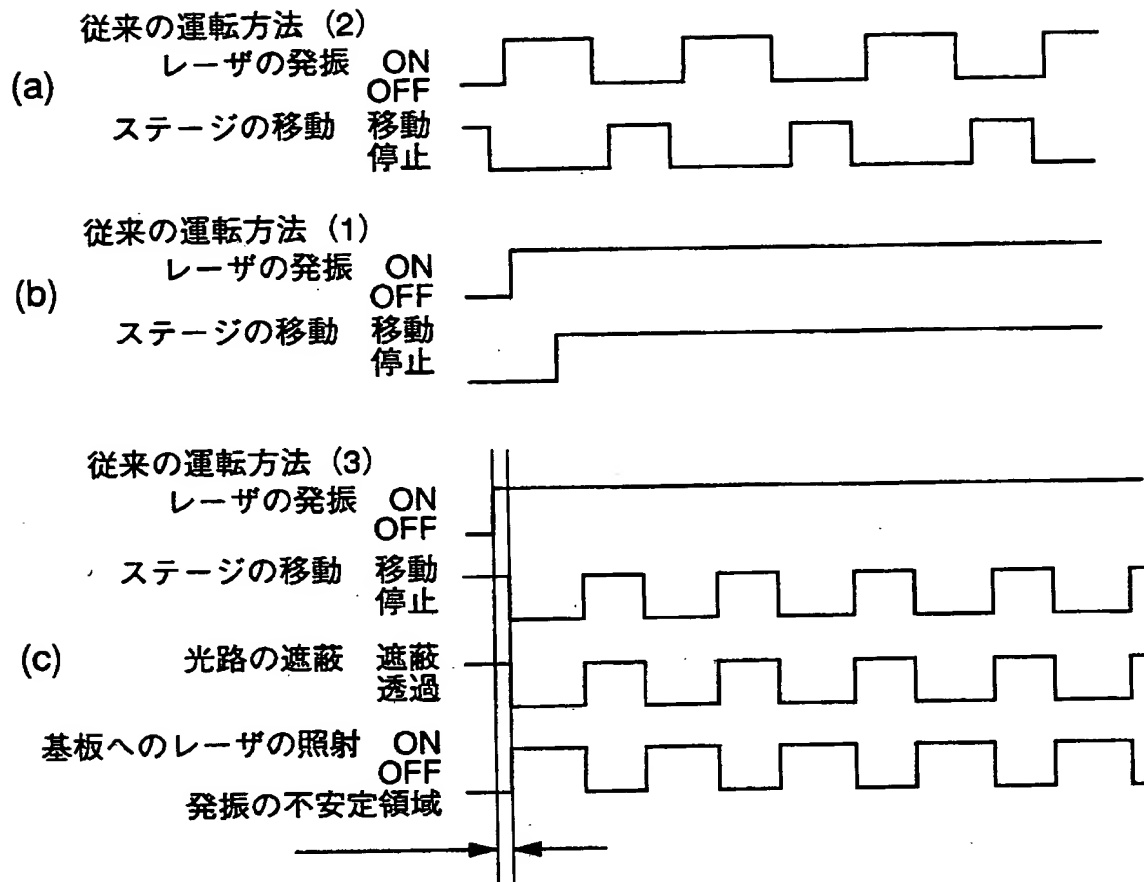 従来の運転方法 (2)
レーザの発振 ON
OFF
(a)
ステージの移動 移動
停止
従来の運転方法 (1)
レーザの発振 ON
OFF
(b)
ステージの移動 移動
停止
従来の運転方法 (3)
レーザの発振 ON
OFF
ステージの移動 移動
停止
(c)
光路の遮蔽 遮蔽
透過
基板へのレーザの照射 ON
OFF
発振の不安定領域